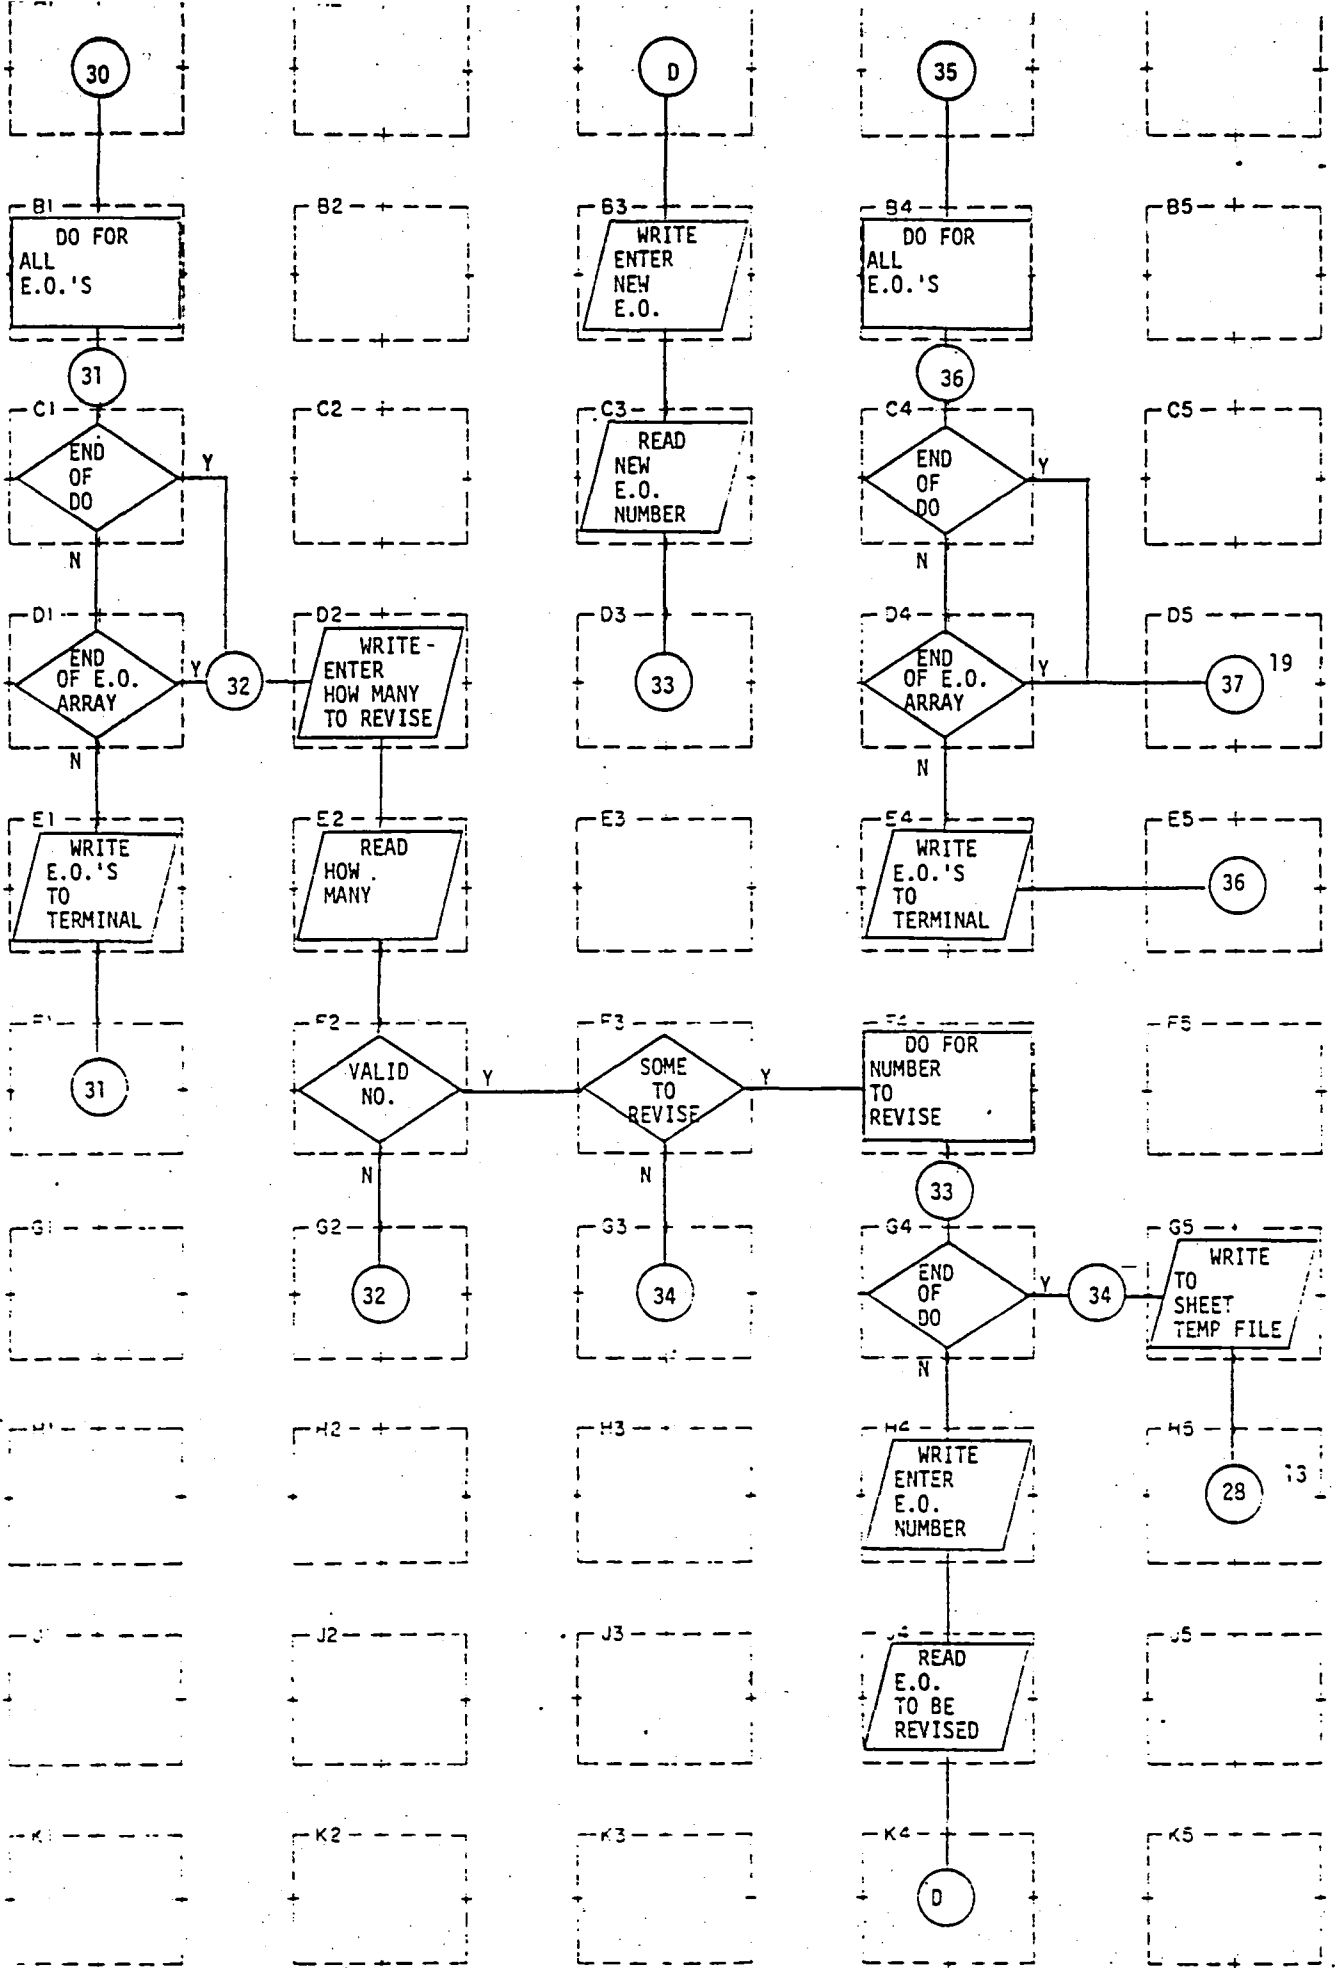 30
D
35
B1
B2
B3
B4
B5
DO FOR
ALL
E.O.'S
WRITE
ENTER
NEW
E.O.
DO FOR
ALL
E.O.'S
31
36
C1
C2
C3
C4
C5
END
OF
DO
Y
N
READ
NEW
E.O.
NUMBER
END
OF
DO
Y
N
D1
D2
D3
D4
D5
END
OF E.O.
ARRAY
Y
N
32
WRITE -
ENTER
HOW MANY
TO REVISE
33
END
OF E.O.
ARRAY
Y
N
37
19
E1
E2
E3
E4
E5
WRITE
E.O.'S
TO
TERMINAL
READ
HOW
MANY
WRITE
E.O.'S
TO
TERMINAL
36
F2
F3
F5
31
VALID
NO.
Y
N
SOME
TO
REVISE
Y
N
DO FOR
NUMBER
TO
REVISE
33
G1
G2
G3
G4
G5
32
34
END
OF
DO
Y
N
34
WRITE
TO
SHEET
TEMP FILE
H2
H3
H4
H5
WRITE
ENTER
E.O.
NUMBER
28
13
J2
J3
J4
J5
READ
E.O.
TO BE
REVISED
K1
K2
K3
K4
K5
D